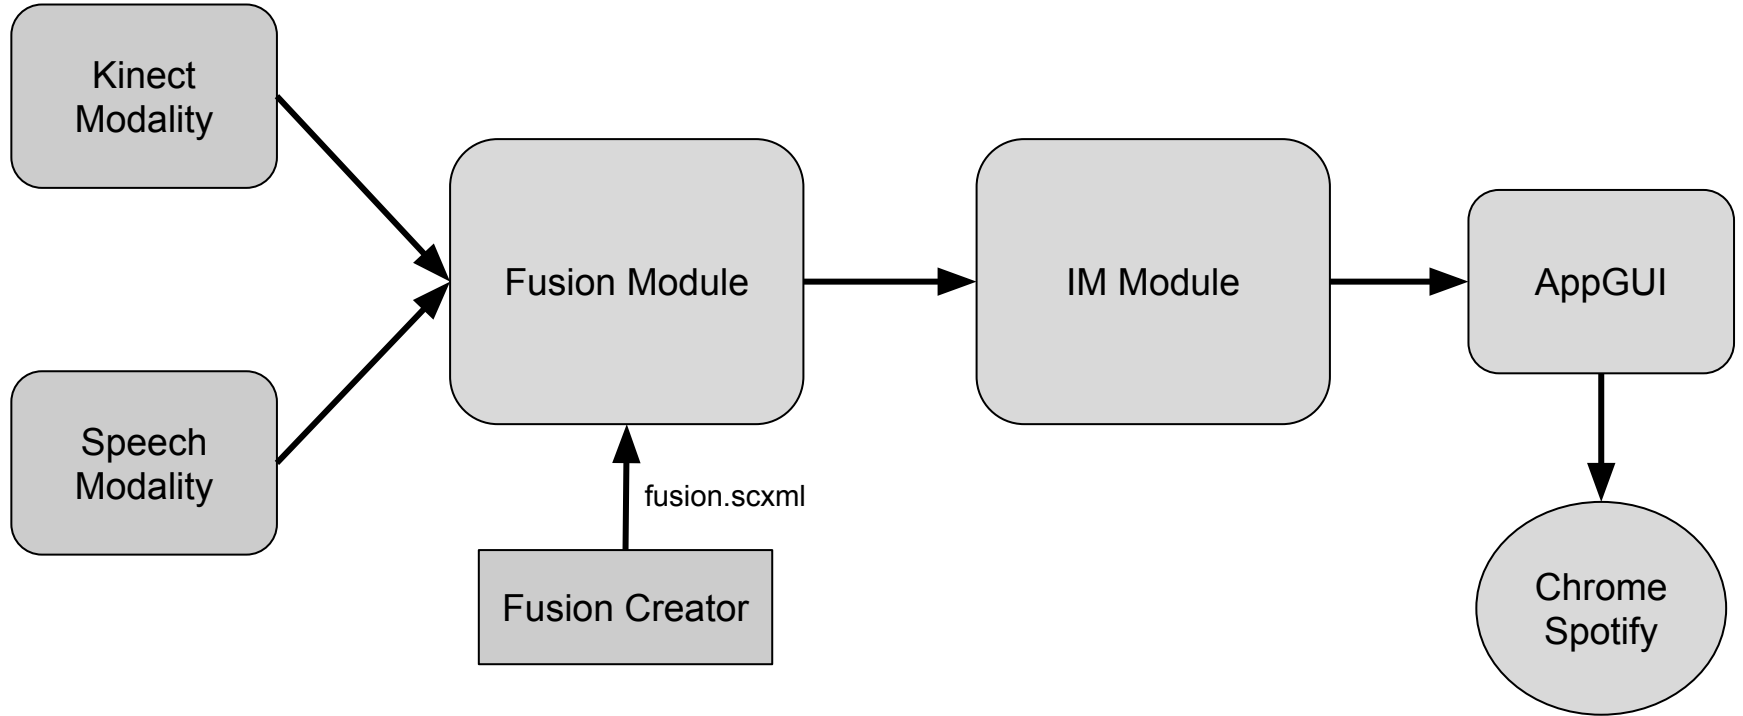 Kinect
Modality
Speech
Modality
Fusion Module
fusion.scxml
Fusion Creator
IM Module
AppGUI
Chrome
Spotify